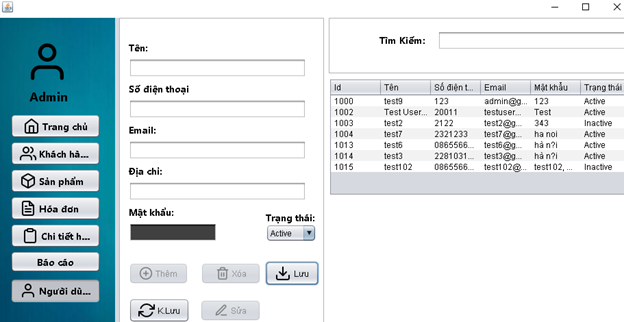 Admin
Trang chủ
Khách hà...
Sản phẩm
Hóa đơn
Chi tiết h...
Báo cáo
Người dù...
Tên:
Số điện thoại
Email:
Địa chỉ:
Mật khẩu:
Trạng thái:
Active
Thêm
Xóa
Lưu
K.Lưu
Sửa
Tìm Kiếm:
Id Tên Số điện t... Email Mật khẩu Trạng thái
1000 test9 123 admin@g... 123 Active
1002 Test User... 20011 testuser... Test Active
1003 test2 2122 test2@g... 343 Inactive
1004 test7 2321233 test7@g... ha noi Active
1013 test6 0865566... test6@g... hà n?i Active
1014 test3 2281031... test3@g... hà n?i Active
1015 test102 0865566... test102@... test102, ... Inactive